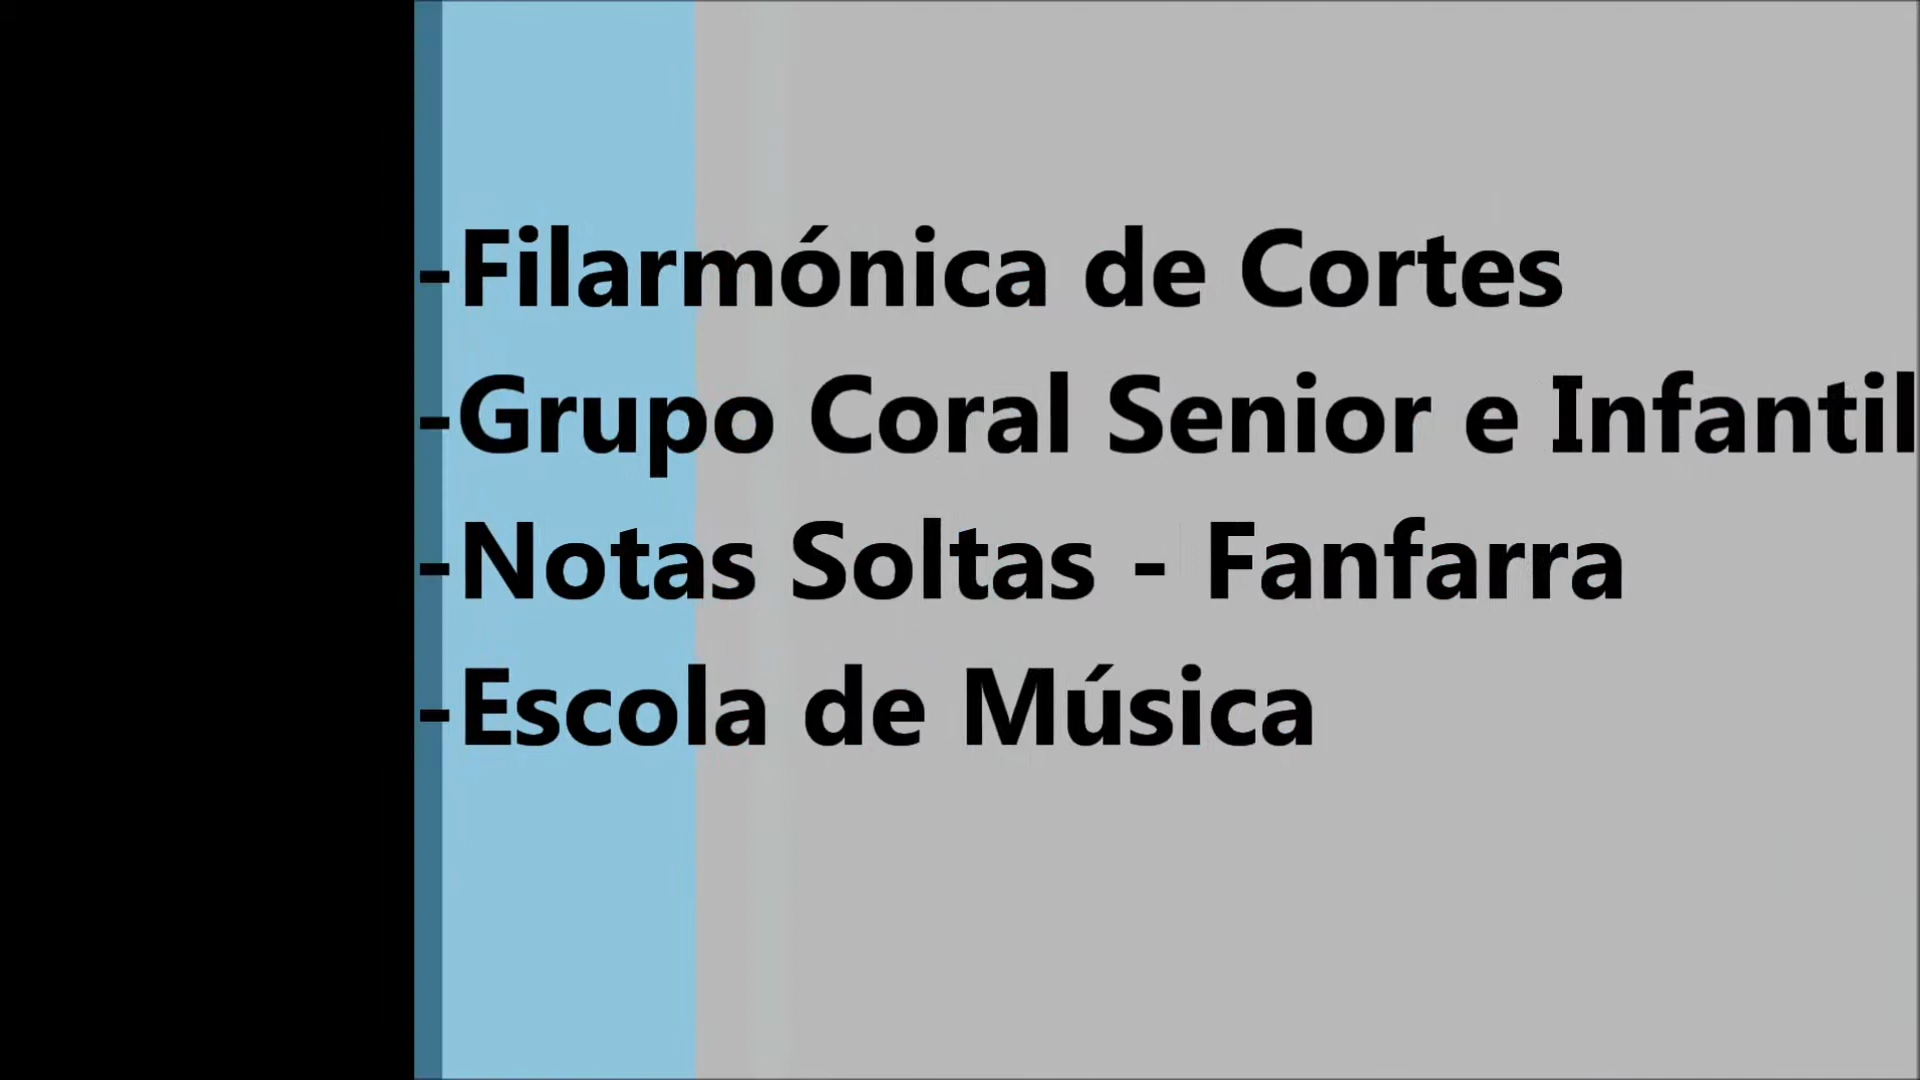 -Filarmónica de Cortes
-Grupo Coral Senior e Infantil
-Notas Soltas - Fanfarra
-Escola de Música